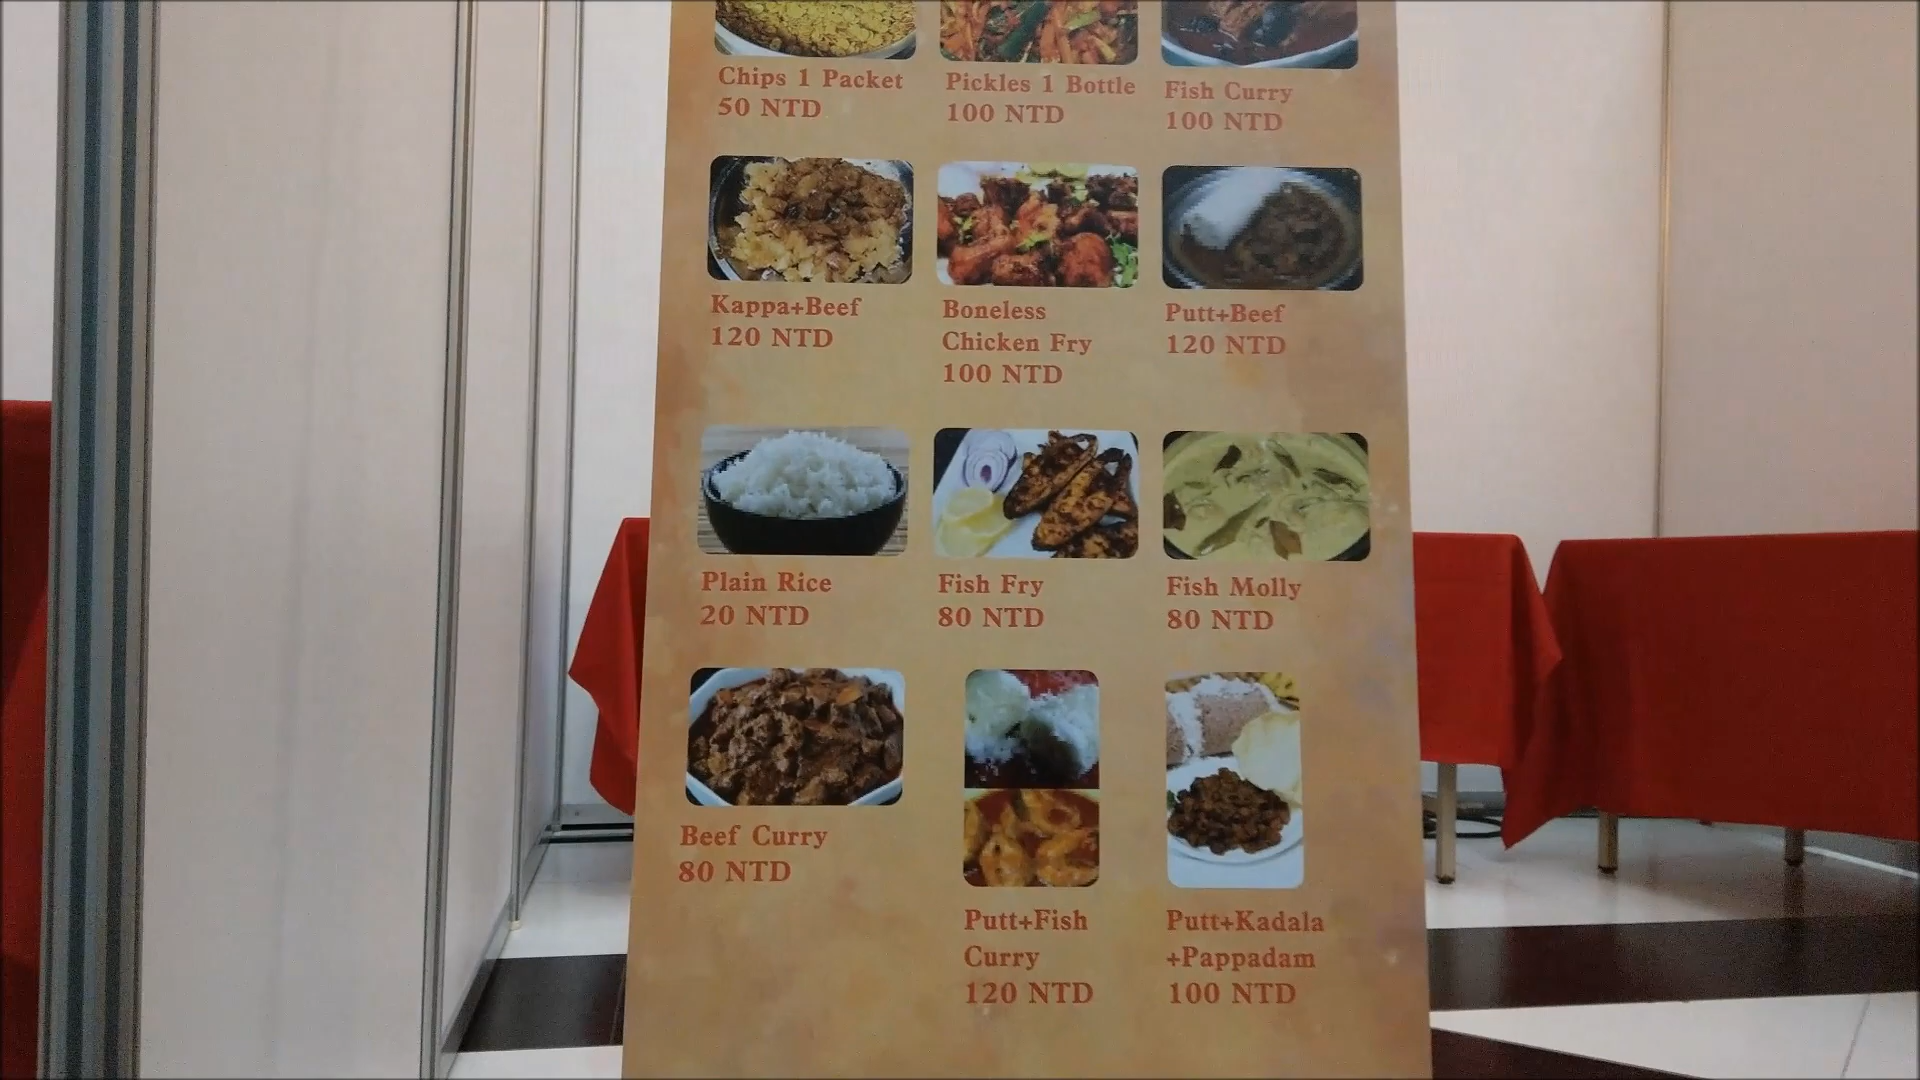 Chips 1 Packet
50 NTD
Pickles 1 Bottle
100 NTD
Fish Curry
100 NTD
Kappa+Beef
120 NTD
Boneless
Chicken Fry
100 NTD
Putt+Beef
120 NTD
Plain Rice
20 NTD
Fish Fry
80 NTD
Fish Molly
80 NTD
Beef Curry
80 NTD
Putt+Fish
Curry
120 NTD
Putt+Kadala
+Pappadam
100 NTD